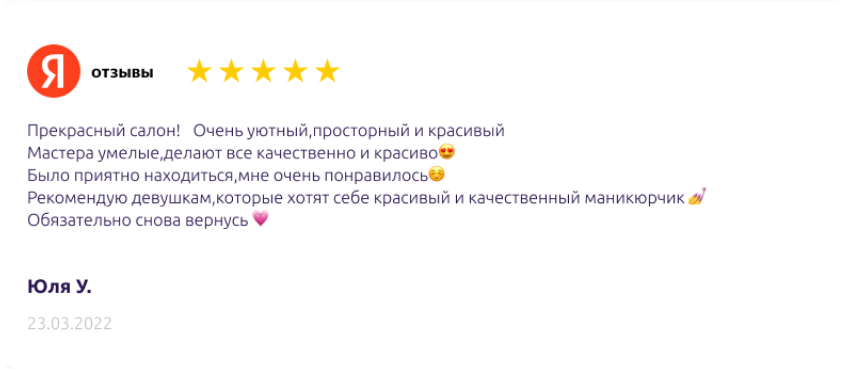 Я отзывы
Прекрасный салон! Очень уютный,просторный и красивый
Мастера умелые,делают все качественно и красиво😍
Было приятно находиться,мне очень понравилось☺️
Рекомендую девушкам,которые хотят себе красивый и качественный маникюрчик 💅
Обязательно снова вернусь 💗
Юля У.
23.03.2022